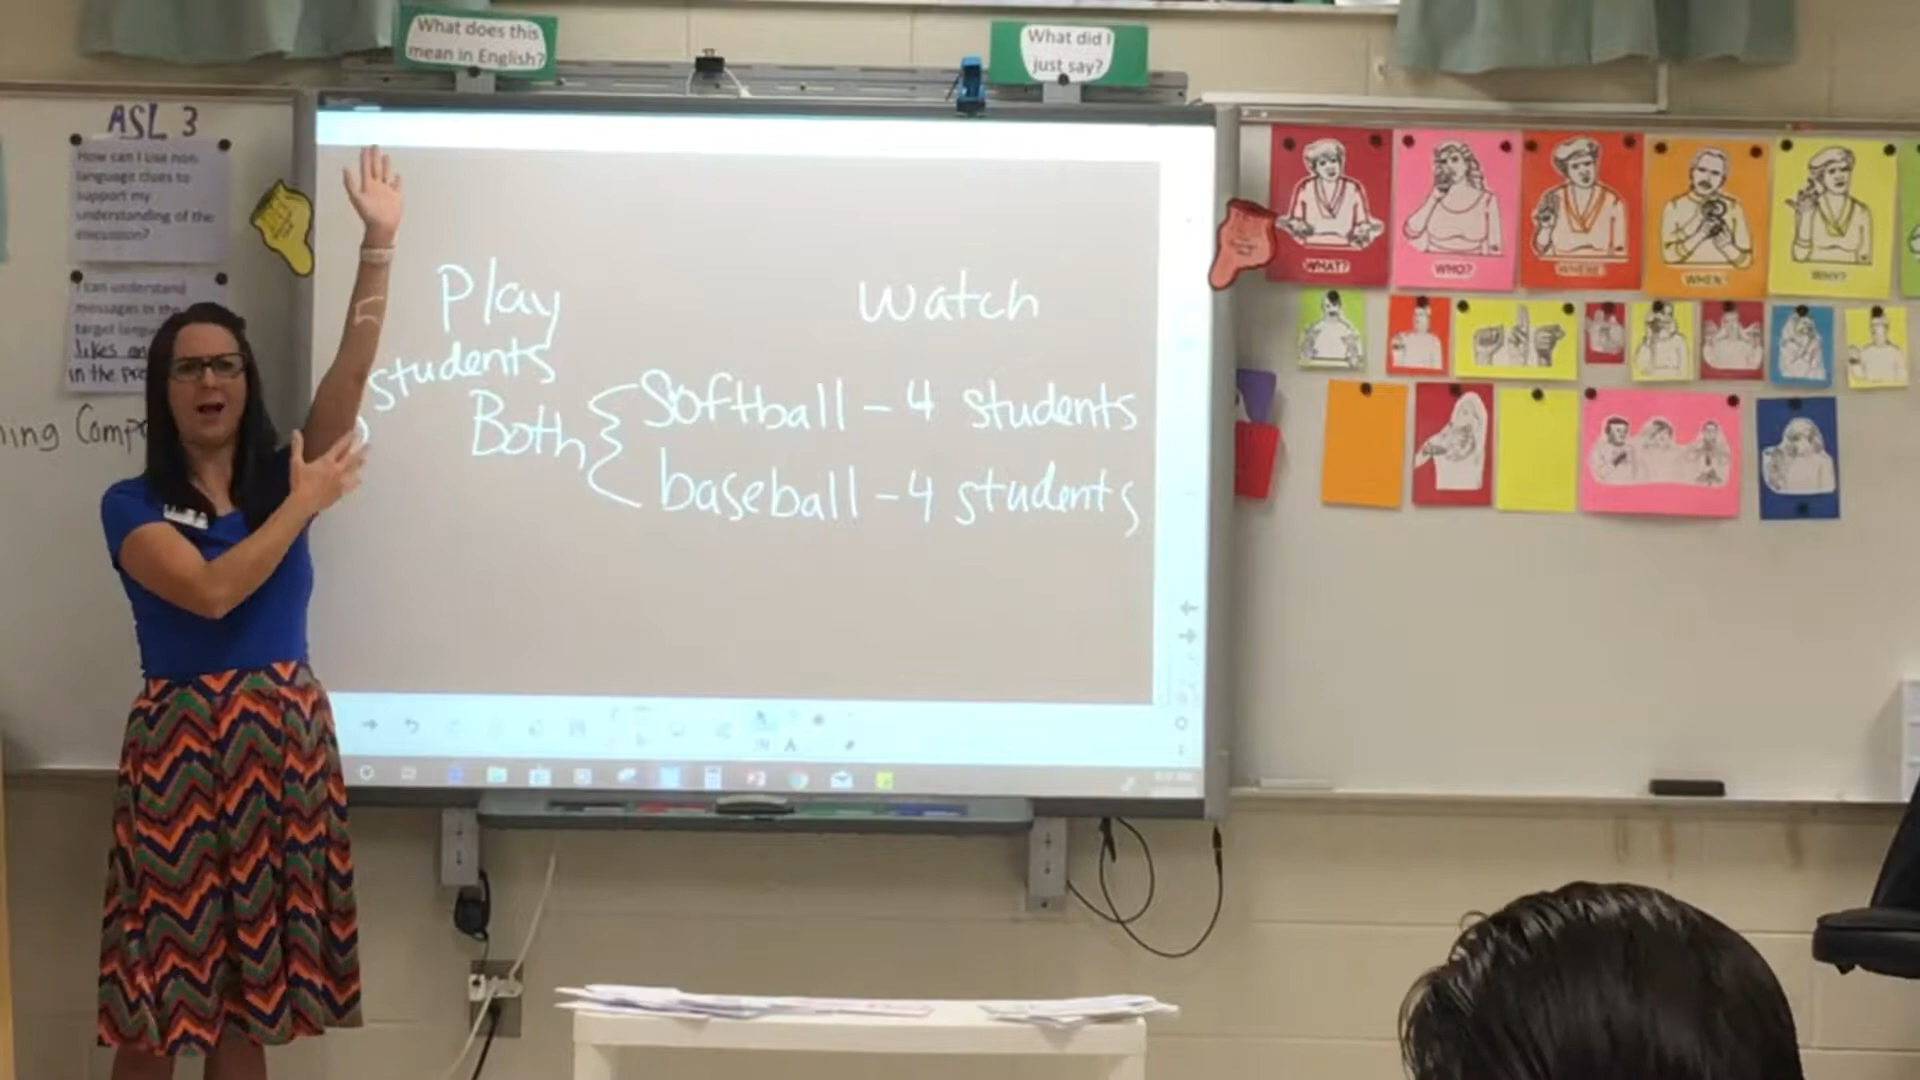 What does this
mean in English?
What did I
just say?
ASL 3
How can I use non
language clues to
support my
understanding of the
discussion?
I can understand
messages in the
target
likes
in the
Play
students
5
Both
Watch
Softball - 4 students
baseball - 4 students
WHAT?
WHO?
WHERE?
WHEN?
WHY?